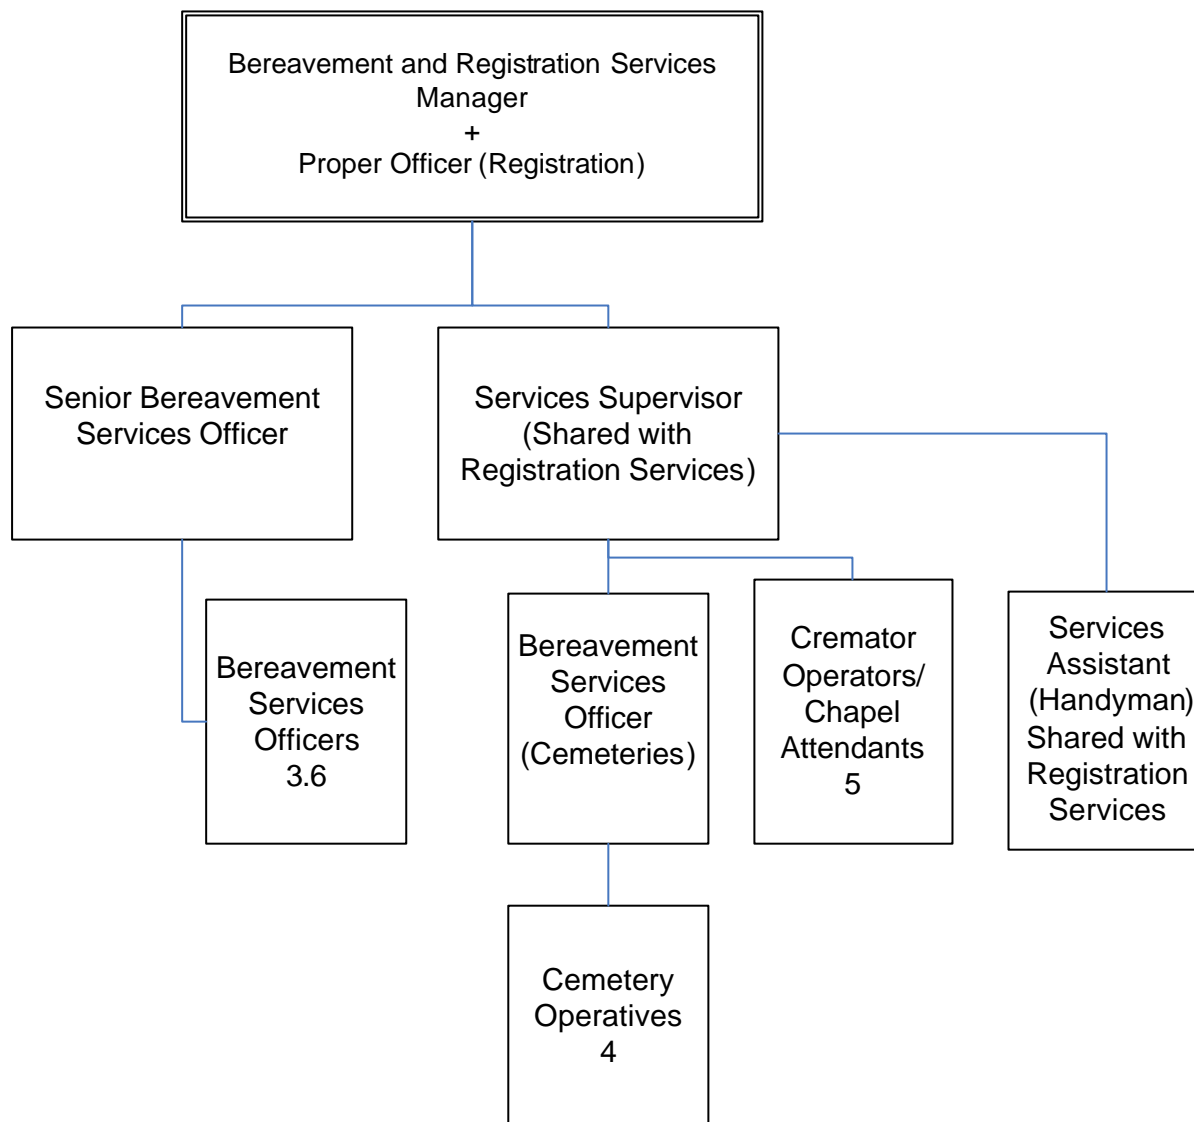 Bereavement and Registration Services
Manager
+
Proper Officer (Registration)
Senior Bereavement
Services Officer
Services Supervisor
(Shared with
Registration Services)
Bereavement
Services
Officers
3.6
Bereavement
Services
Officer
(Cemeteries)
Cremator
Operators/
Chapel
Attendants
5
Services
Assistant
(Handyman)
Shared with
Registration
Services
Cemetery
Operatives
4